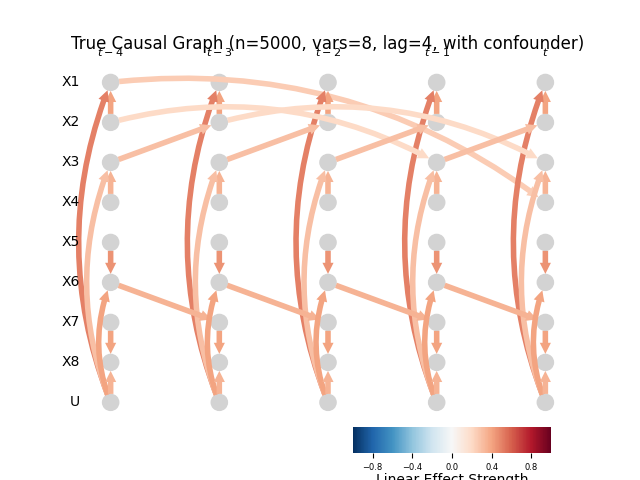 True Causal Graph (n=5000, vars=8, lag=4, with confounder)
t−4 t−3 t−2 t−1 t
X1
X2
X3
X4
X5
X6
X7
X8
U
−0.8 −0.4 0.0 0.4 0.8
Linear Effect Strength